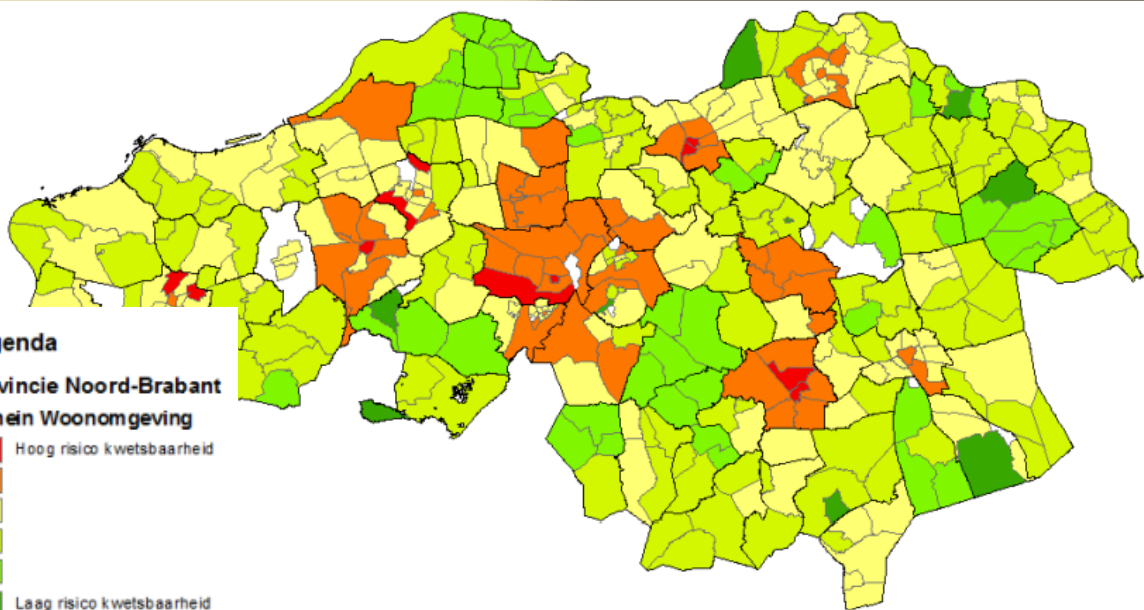 genda
vincie Noord-Brabant
nein Woonomgeving
Hoog risico kwetsbaarheid
Laag risico kwetsbaarheid